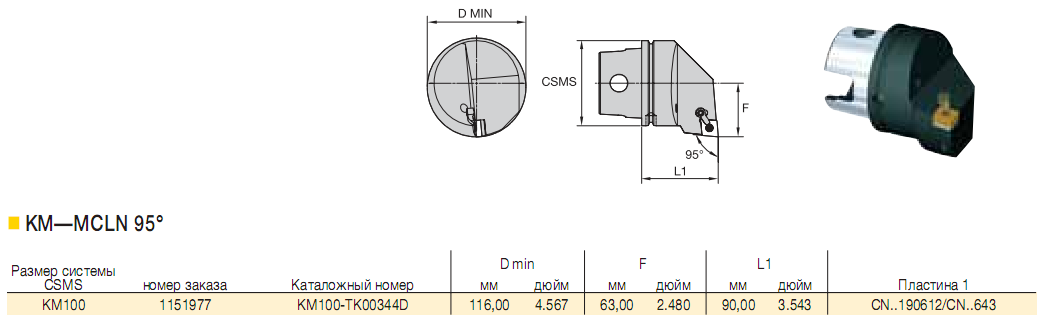 D MIN
CSMS
F
95°
L1
KM—MCLN 95°
D min F L1
Размер системы
CSMS номер заказа Каталожный номер мм дюйм мм дюйм мм дюйм Пластина 1
KM100 1151977 KM100-TK00344D 116,00 4.567 63,00 2.480 90,00 3.543 CN..190612/CN..643